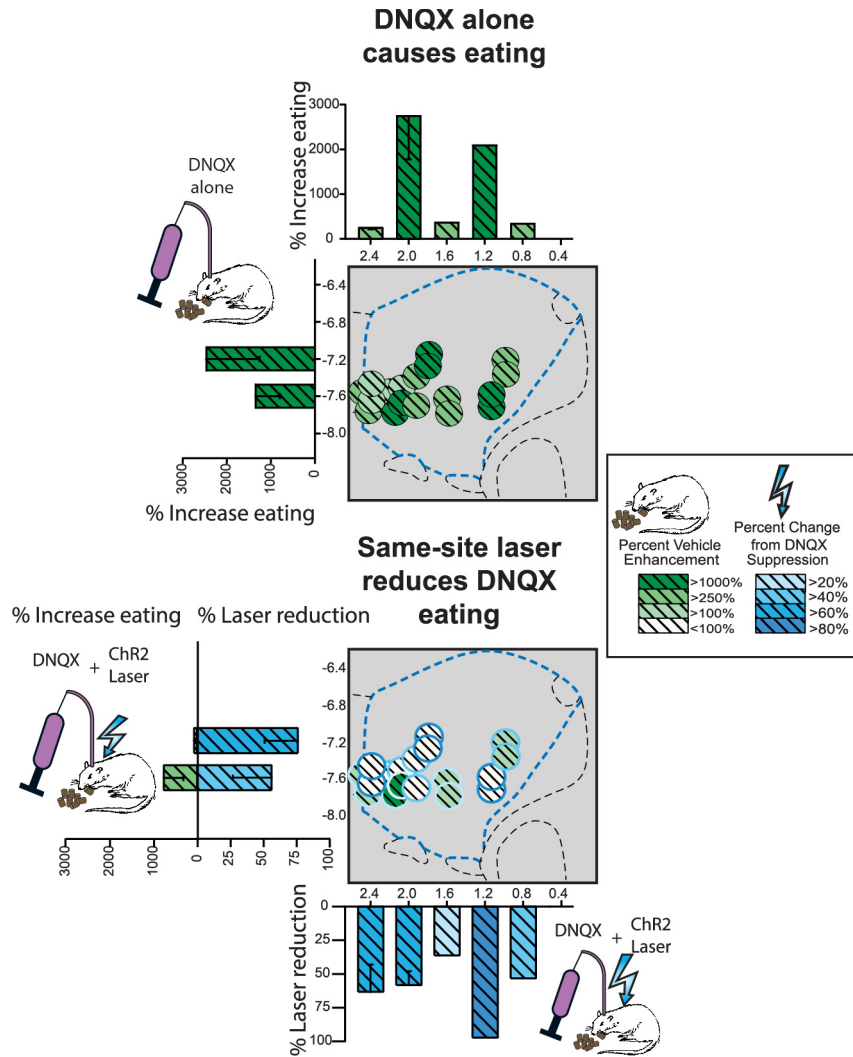 DNQX alone
causes eating
% Increase eating
3000
2000
1000
0
2.4 2.0 1.6 1.2 0.8 0.4
DNQX
alone
-6.4
-6.8
-7.2
-7.6
-8.0
3000 2000 1000 0
% Increase eating
Percent Vehicle
Enhancement
>1000%
>250%
>100%
<100%
Percent Change
from DNQX
Suppression
>20%
>40%
>60%
>80%
Same-site laser
reduces DNQX
eating
% Increase eating % Laser reduction
DNQX + ChR2
Laser
-6.4
-6.8
-7.2
-7.6
-8.0
3000 2000 1000 0 25 50 75 100
2.4 2.0 1.6 1.2 0.8 0.4
% Laser reduction
0
25
50
75
100
DNQX + ChR2
Laser